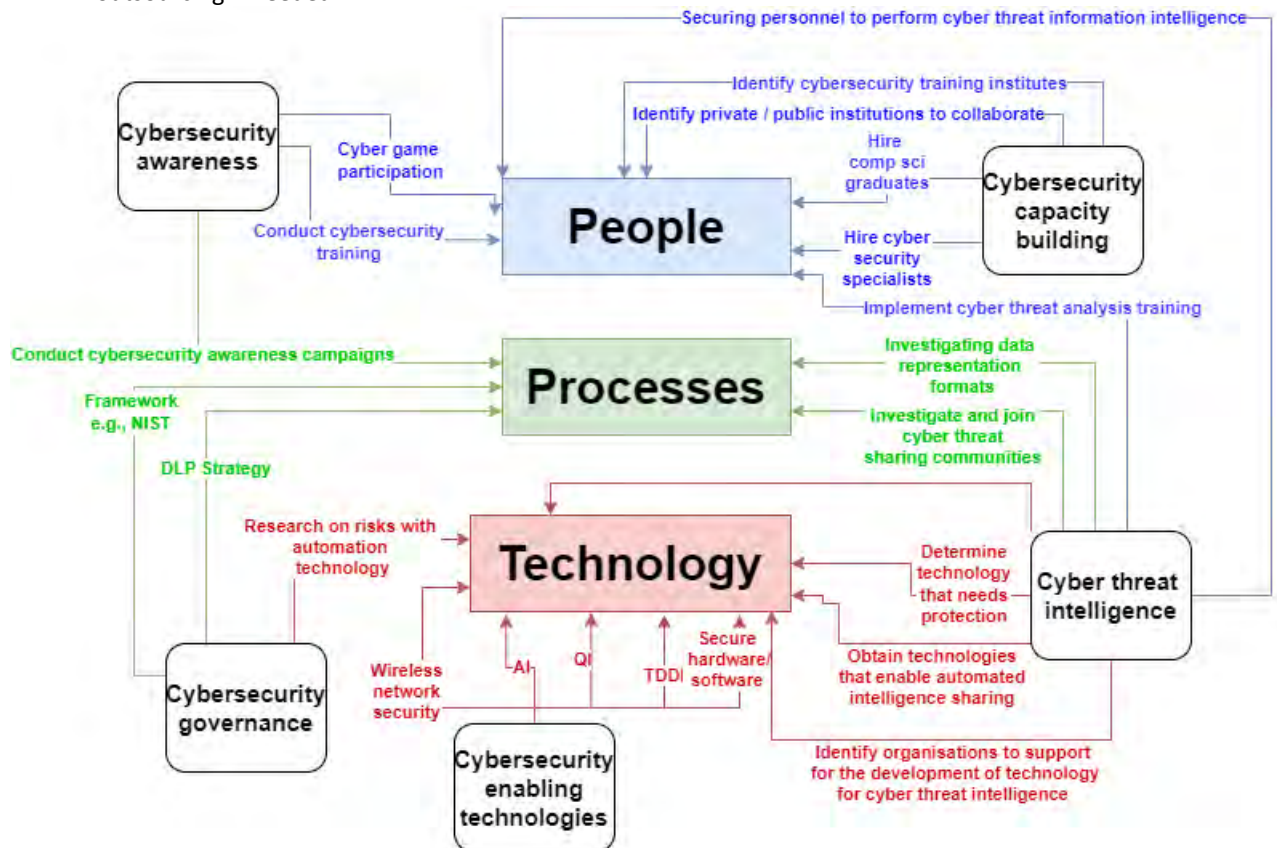 Securing personnel to perform cyber threat information intelligence
Identify cybersecurity training institutes
Identify private / public institutions to collaborate
Cybersecurity
awareness
Cyber game
participation
Hire
comp sci
graduates
Cybersecurity
capacity
building
People
Conduct cybersecurity
training
Hire cyber
security
specialists
Implement cyber threat analysis training
Conduct cybersecurity awareness campaigns
Processes
Investigating data
representation
formats
Framework
e.g., NIST
Investigate and join
cyber threat
sharing communities
DLP Strategy
Research on risks with
automation
technology
Technology
Determine
technology
that needs
protection
Cyber threat
intelligence
Wireless
network
security
AI
QI
TDDI
Secure
hardware/
software
Obtain technologies
that enable automated
intelligence sharing
Cybersecurity
governance
Cybersecurity
enabling
technologies
Identify organisations to support
for the development of technology
for cyber threat intelligence